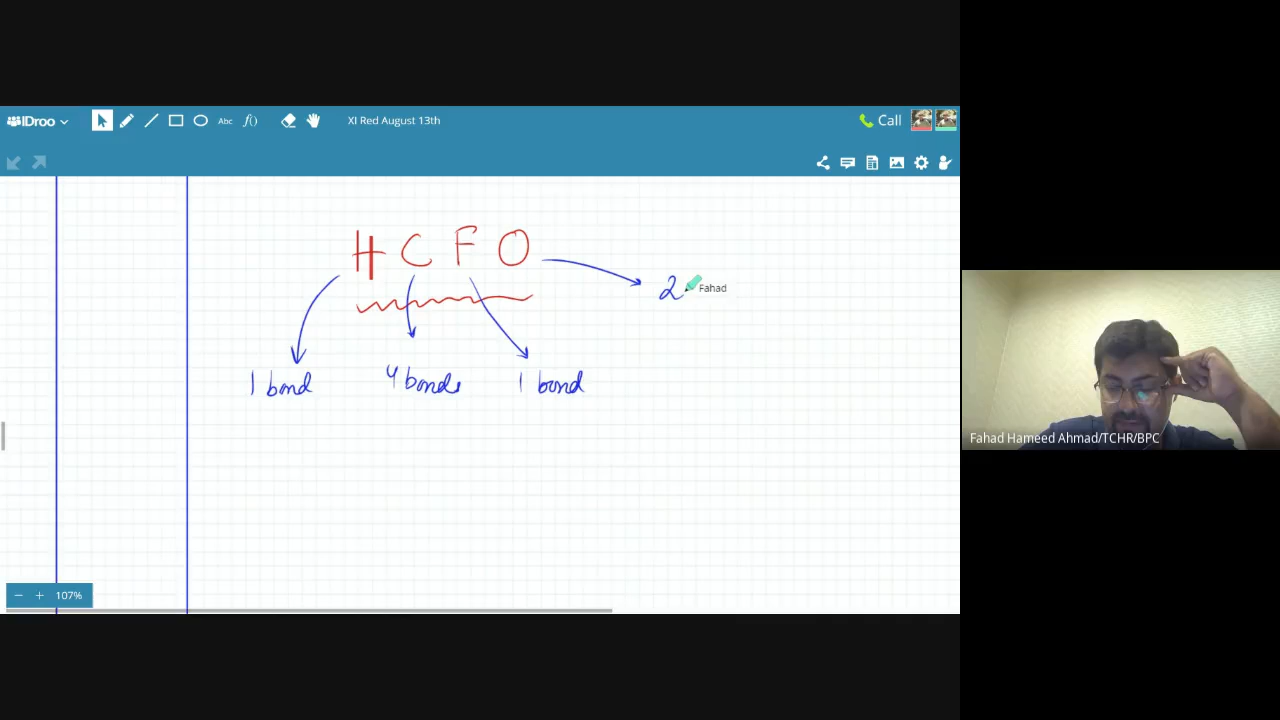 IDroo
Abc
f()
XI Red August 13th
Call
H C F O
2
Fahad
1 bond
4 bonds
1 bond
107%
Fahad Hameed Ahmad/TCHR/BPC